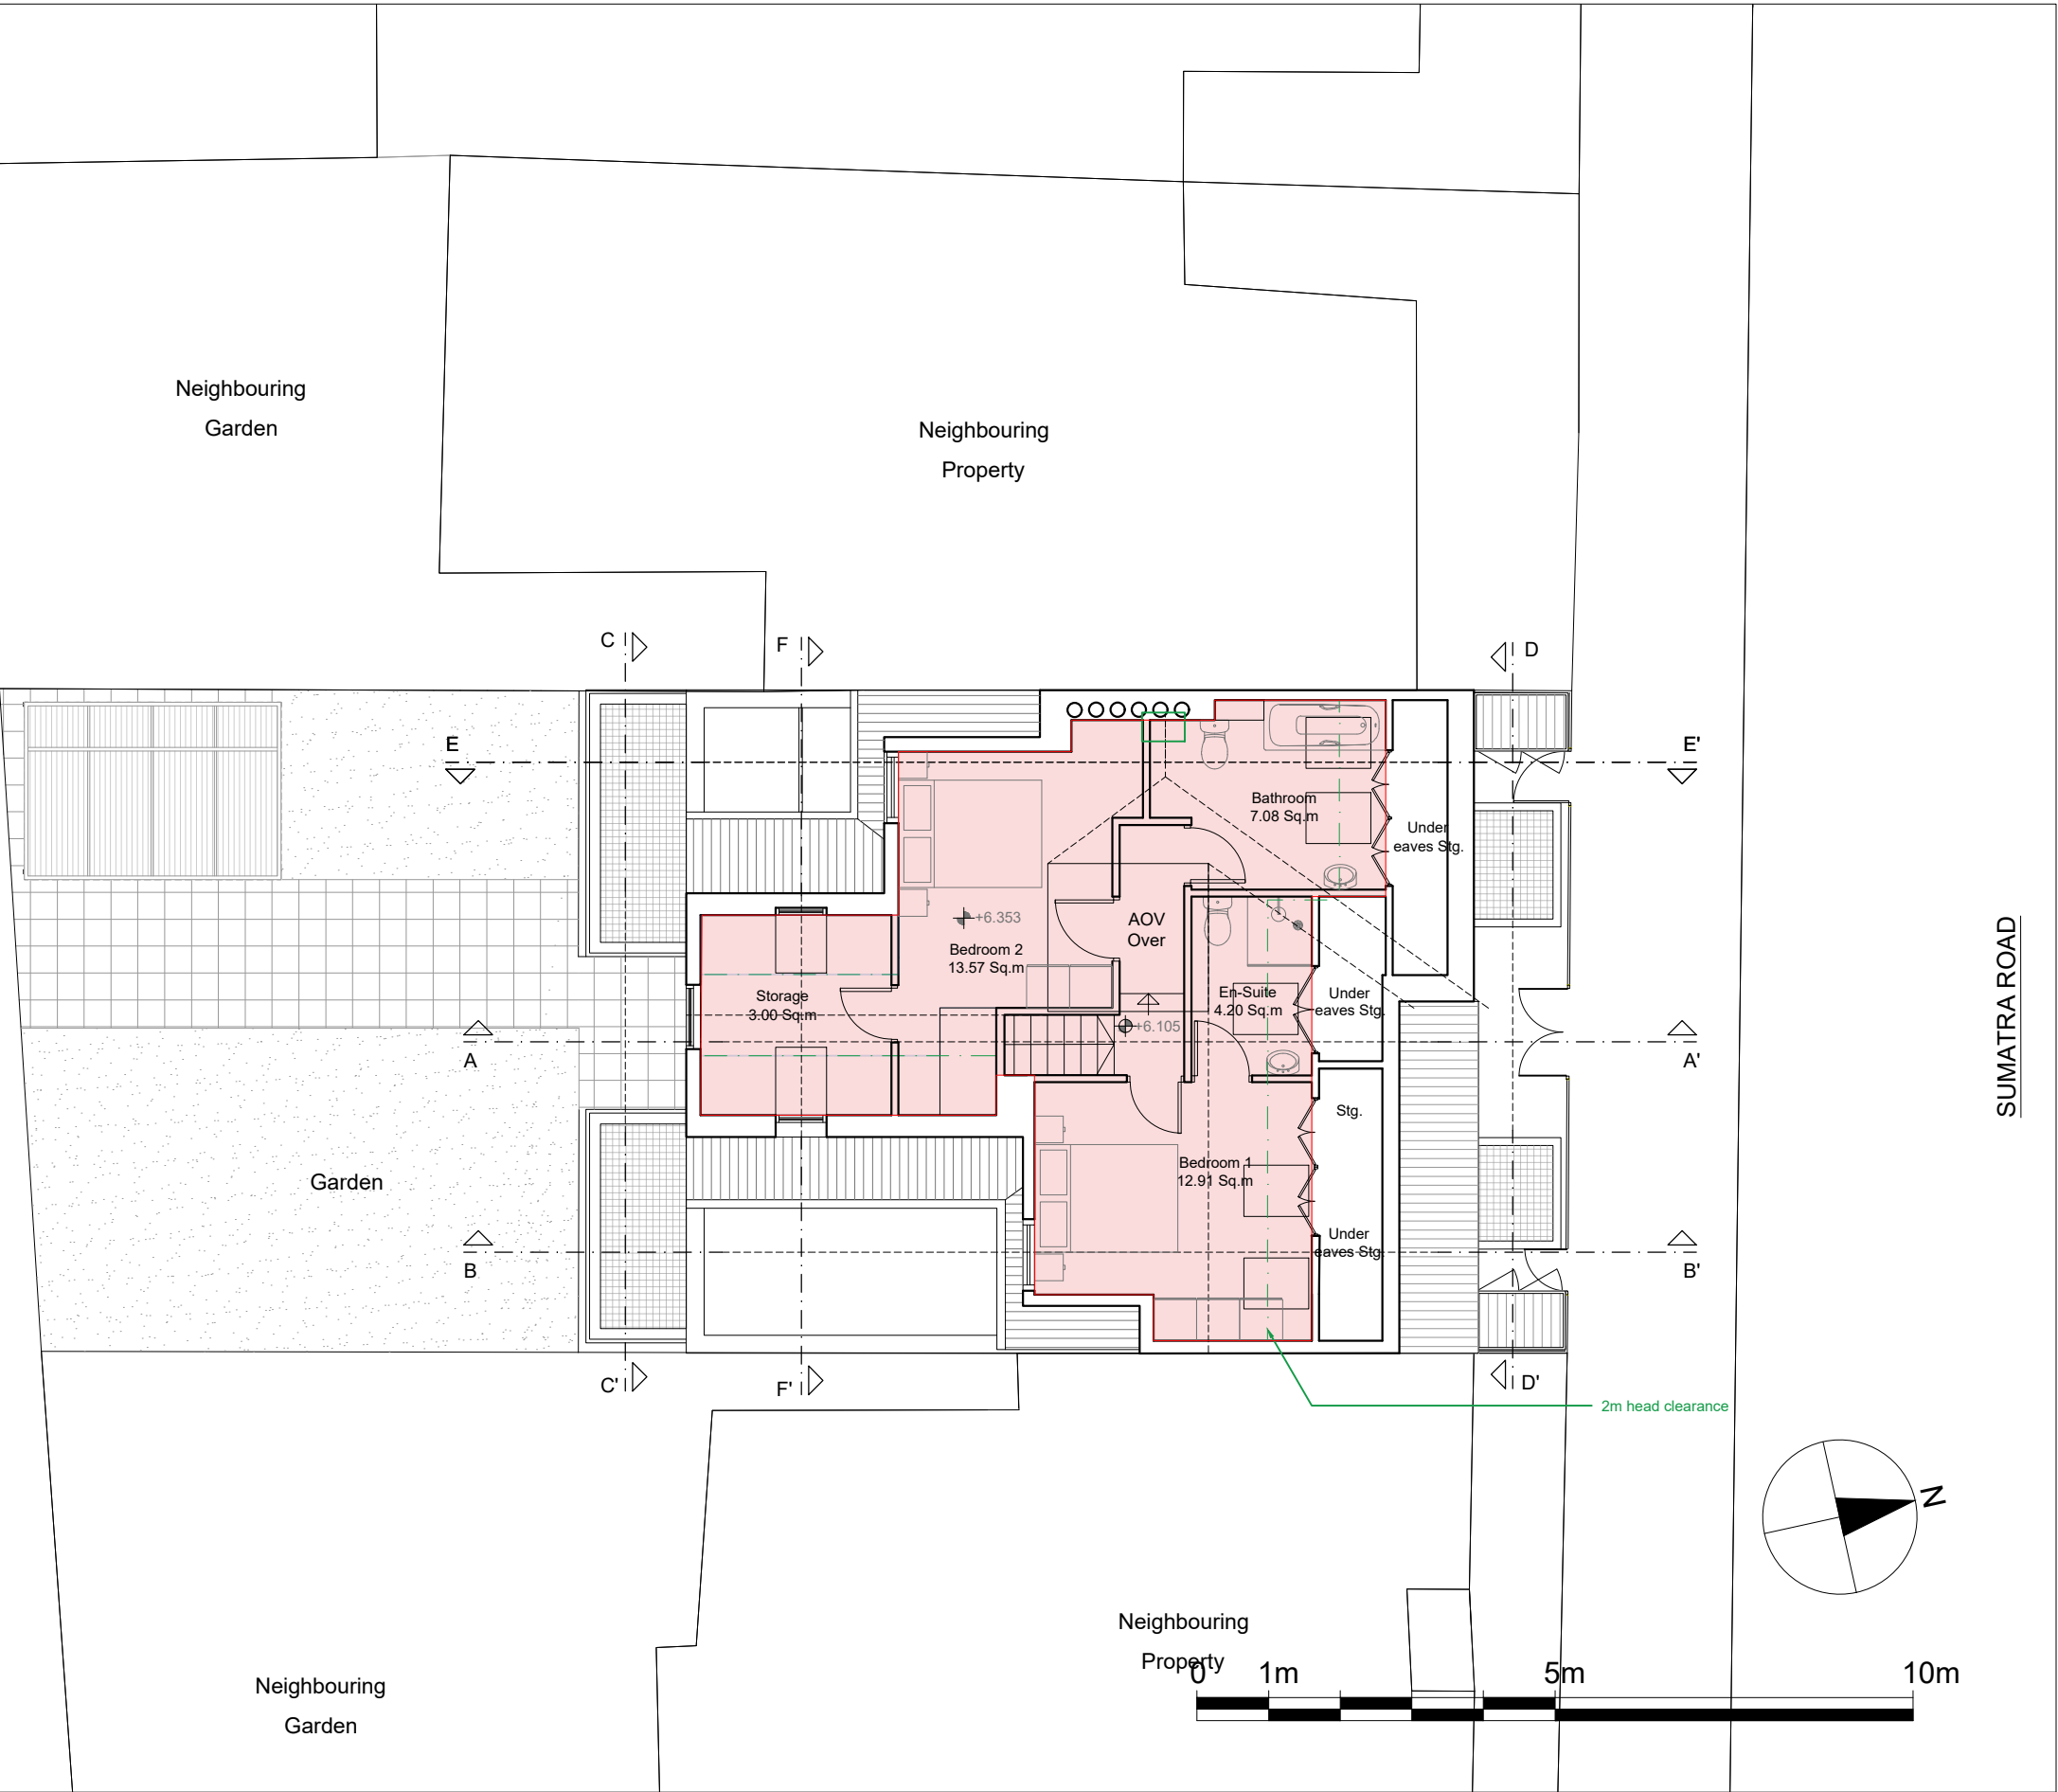 Neighbouring
Garden
Neighbouring
Property
C
F
D
E
E'
Bathroom
7.08 Sq.m
Under
eaves Stg.
+6.353
AOV
Over
Bedroom 2
13.57 Sq.m
Storage
3.00 Sq.m
En-Suite
4.20 Sq.m
Under
eaves Stg.
+6.105
A
A'
SUMATRA ROAD
Stg.
Bedroom 1
12.91 Sq.m
Garden
Under
eaves Stg.
B
B'
C'
F'
D'
2m head clearance
N
Neighbouring
Property
Neighbouring
Garden
0 1m 5m 10m